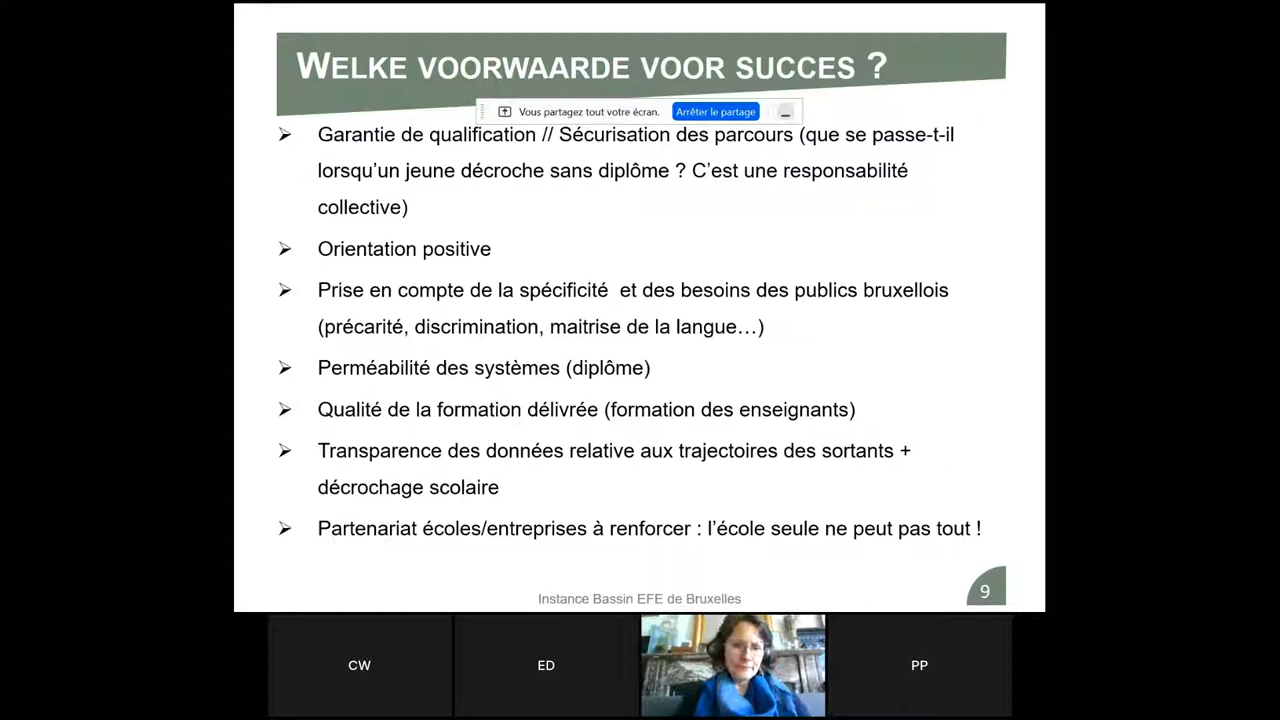 WELKE VOORWAARDE VOOR SUCCES ?
Vous partagez tout votre écran. Arrêter le partage
Garantie de qualification // Sécurisation des parcours (que se passe-t-il
lorsqu’un jeune décroche sans diplôme ? C’est une responsabilité
collective)
Orientation positive
Prise en compte de la spécificité et des besoins des publics bruxellois
(précarité, discrimination, maitrise de la langue…)
Perméabilité des systèmes (diplôme)
Qualité de la formation délivrée (formation des enseignants)
Transparence des données relative aux trajectoires des sortants +
décrochage scolaire
Partenariat écoles/entreprises à renforcer : l’école seule ne peut pas tout !
Instance Bassin EFE de Bruxelles
9
CW
ED
PP